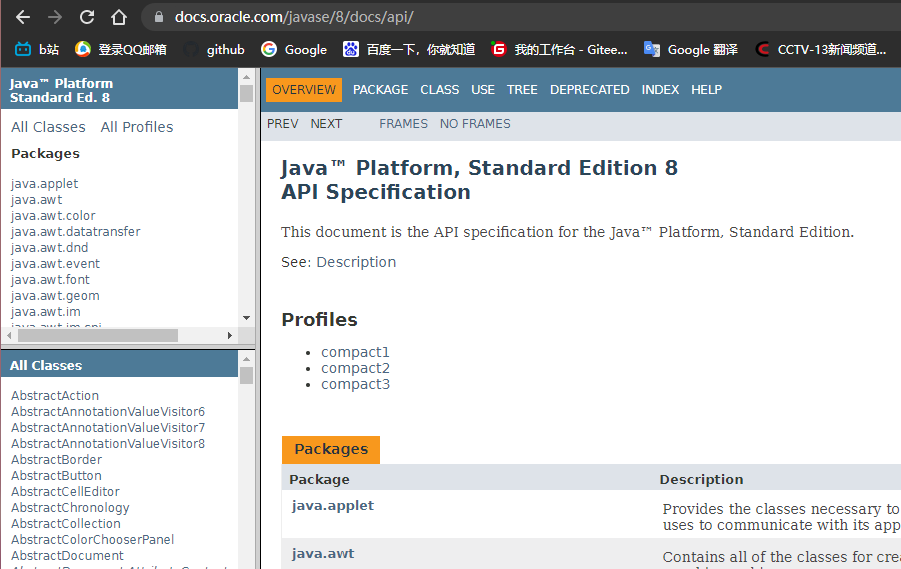 docs.oracle.com/javase/8/docs/api/
b站 登录QQ邮箱 github Google 百度一下，你就知道 我的工作台 - Gitee... Google 翻译 CCTV-13新闻频道...
Java™ Platform
Standard Ed. 8
All Classes All Profiles
Packages
java.applet
java.awt
java.awt.color
java.awt.datatransfer
java.awt.dnd
java.awt.event
java.awt.font
java.awt.geom
java.awt.im
All Classes
AbstractAction
AbstractAnnotationValueVisitor6
AbstractAnnotationValueVisitor7
AbstractAnnotationValueVisitor8
AbstractBorder
AbstractButton
AbstractCellEditor
AbstractChronology
AbstractCollection
AbstractColorChooserPanel
AbstractDocument
OVERVIEW PACKAGE CLASS USE TREE DEPRECATED INDEX HELP
PREV NEXT FRAMES NO FRAMES
Java™ Platform, Standard Edition 8
API Specification
This document is the API specification for the Java™ Platform, Standard Edition.
See: Description
Profiles
compact1
compact2
compact3
Packages
Package Description
java.applet Provides the classes necessary to
uses to communicate with its app
java.awt Contains all of the classes for crea